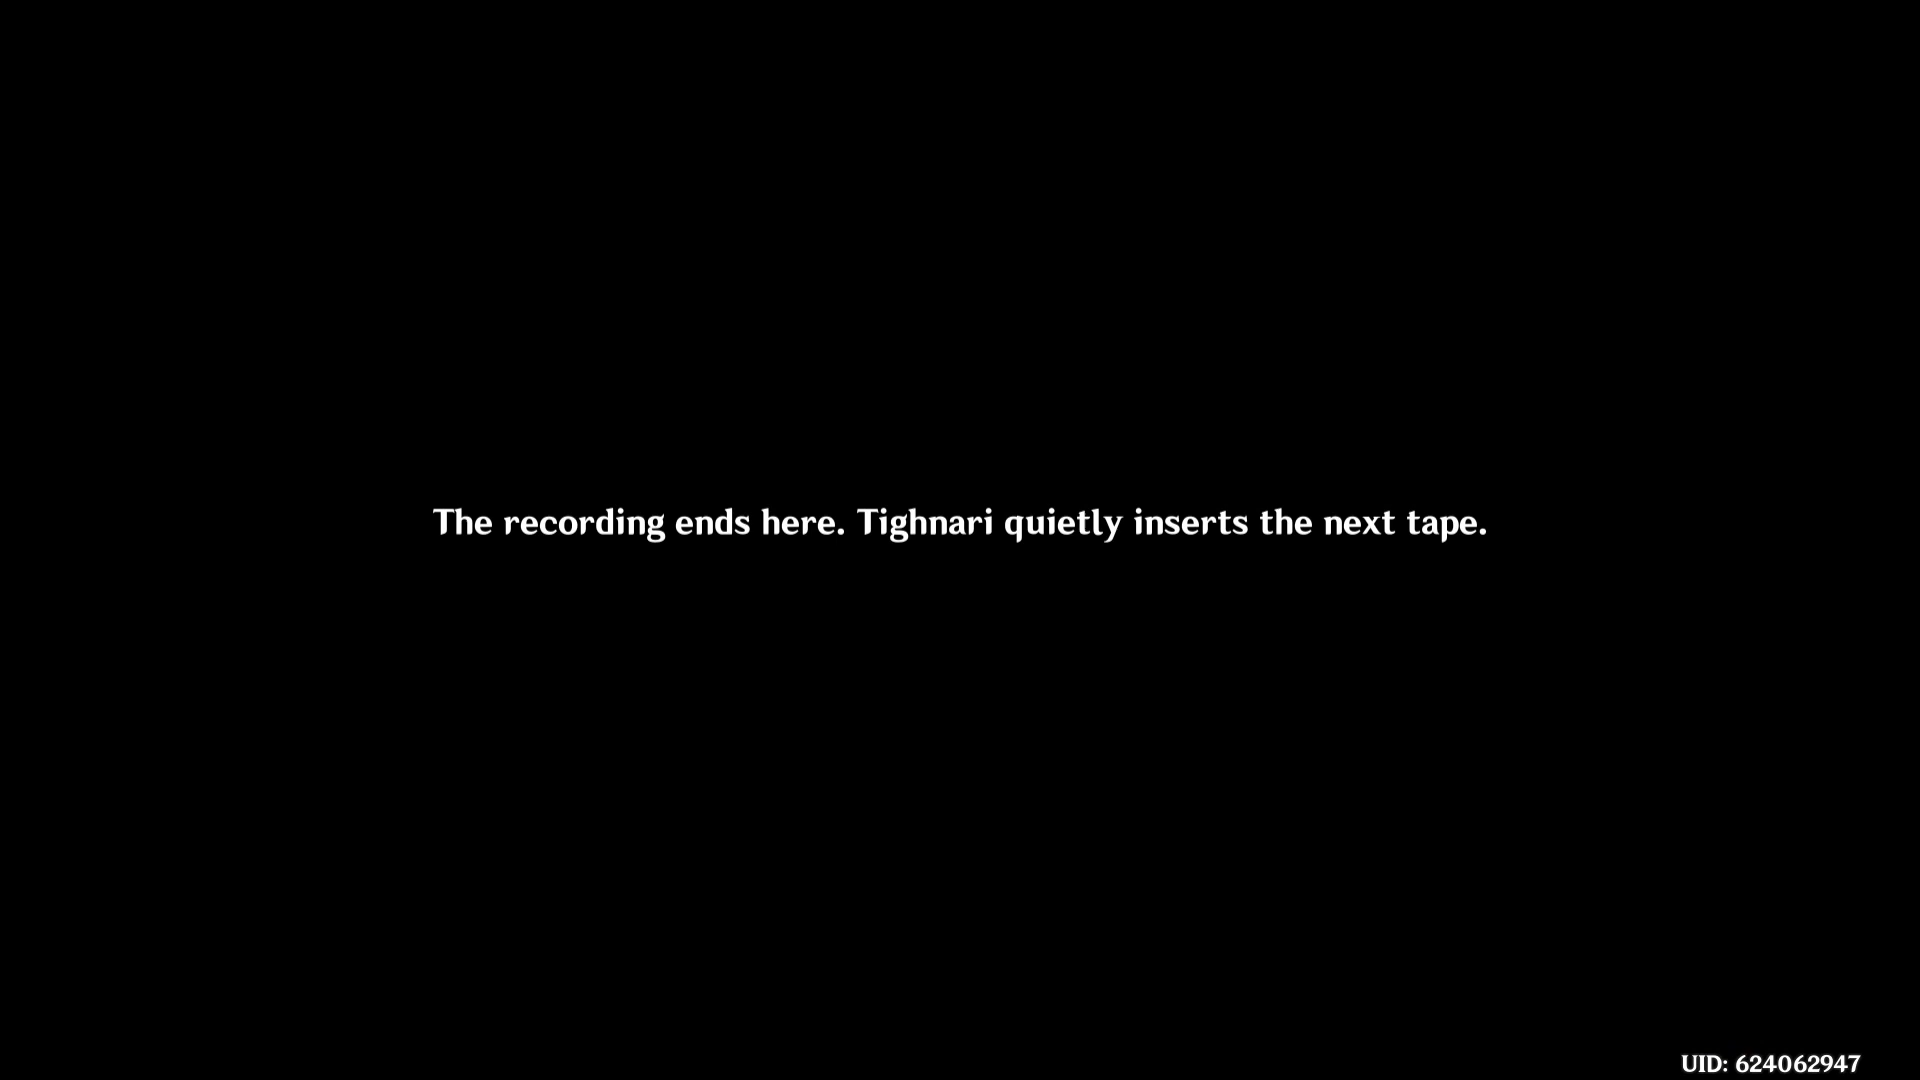 The recording ends here. Tighnari quietly inserts the next tape.
UID: 624062947